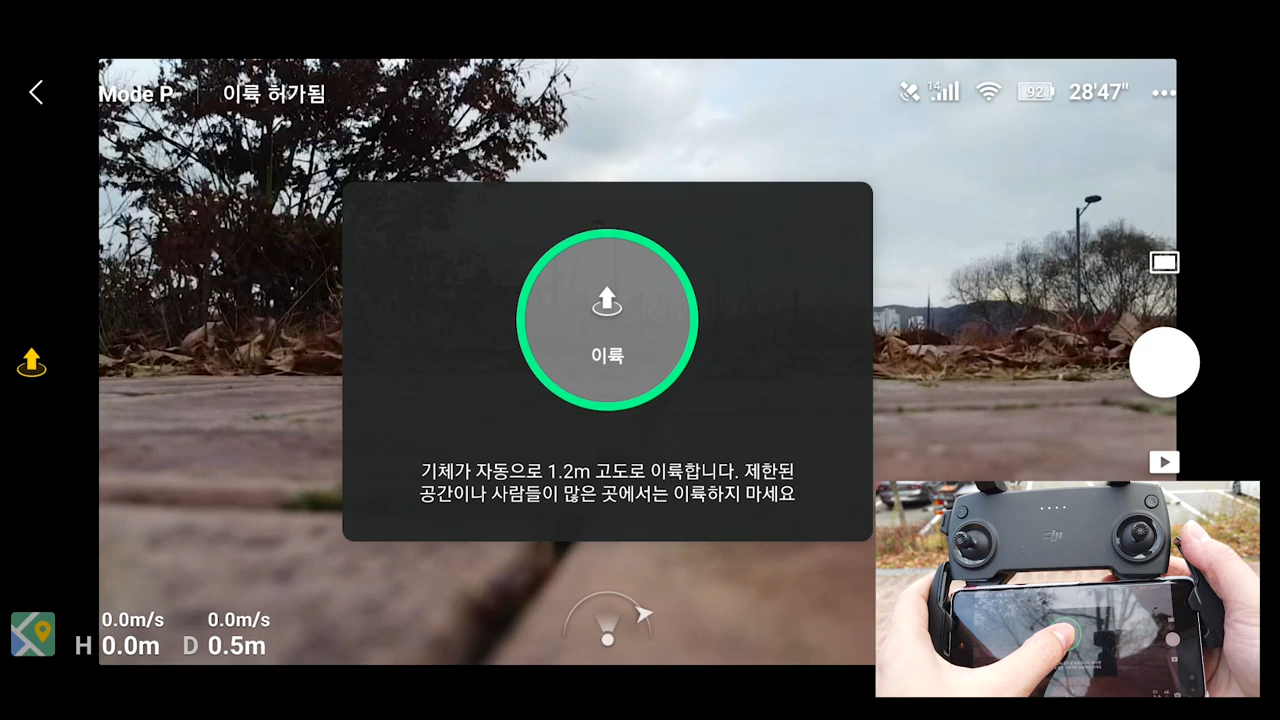 Mode P
이륙 허가됨
14
92
28'47"
이륙
기체가 자동으로 1.2m 고도로 이륙합니다. 제한된
공간이나 사람들이 많은 곳에서는 이륙하지 마세요
0.0m/s 0.0m/s
H 0.0m D 0.5m
dji